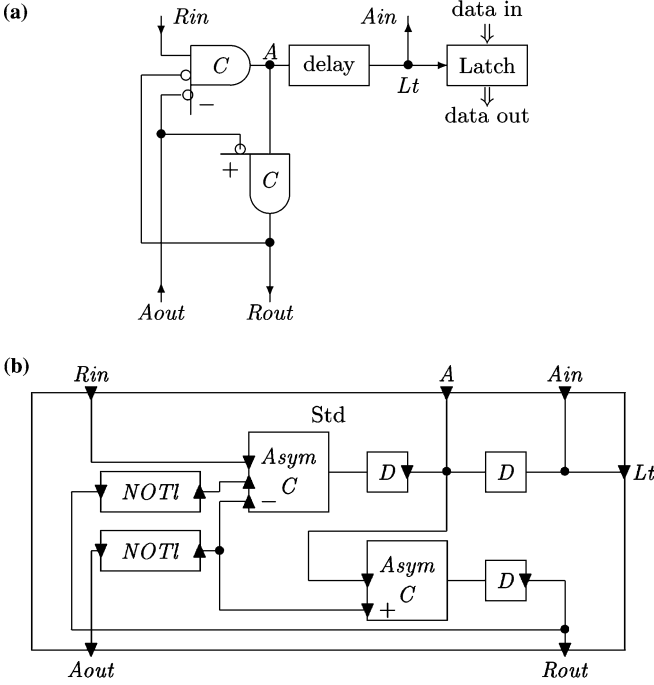 (a)
Rin
Ain
data in
C
A
delay
Latch
Lt
−
data out
+
C
Aout
Rout
(b)
Rin
A
Ain
Std
Asym
C
−
D
D
Lt
NOTl
NOTl
Asym
C
+
D
Aout
Rout